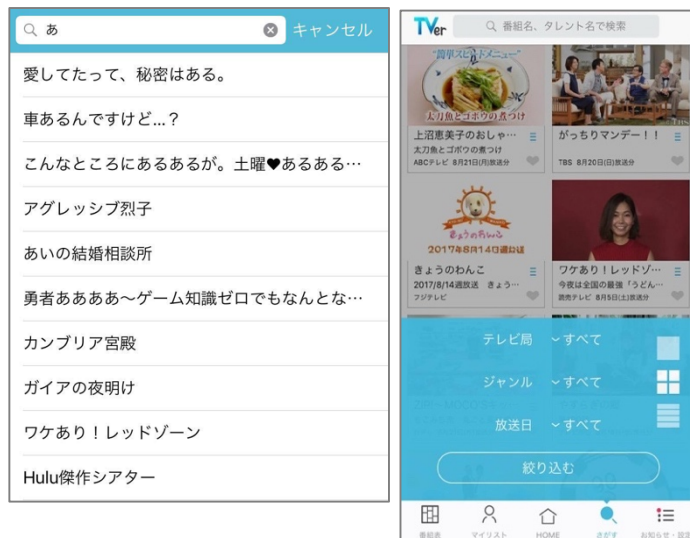 あ
キャンセル
愛してたって、秘密はある。
車あるんですけど…？
こんなところにあるあるが。土曜♥あるある…
アグレッシブ烈子
あいの結婚相談所
勇者ああああ〜ゲーム知識ゼロでもなんとな…
カンブリア宮殿
ガイアの夜明け
ワケあり！レッドゾーン
Hulu傑作シアター
TVer
番組名、タレント名で検索
"簡単スピードメニュー"
太刀魚とゴボウの煮つけ
上沼恵美子のおしゃ…
太刀魚とゴボウの煮つけ
ABCテレビ 8月21日(月)放送分
TBS
がっちりマンデー！！
TBS 8月20日(日)放送分
きょうのわんこ
2017年8月14日週放送
きょうのわんこ
2017/8/14週放送 きょう…
フジテレビ
ワケあり！レッドゾ…
今夜は全国の最強「うどん…
読売テレビ 8月5日(土)放送分
テレビ局 すべて
ジャンル すべて
放送日 すべて
絞り込む
番組表
マイリスト
HOME
さがす
お知らせ・設定